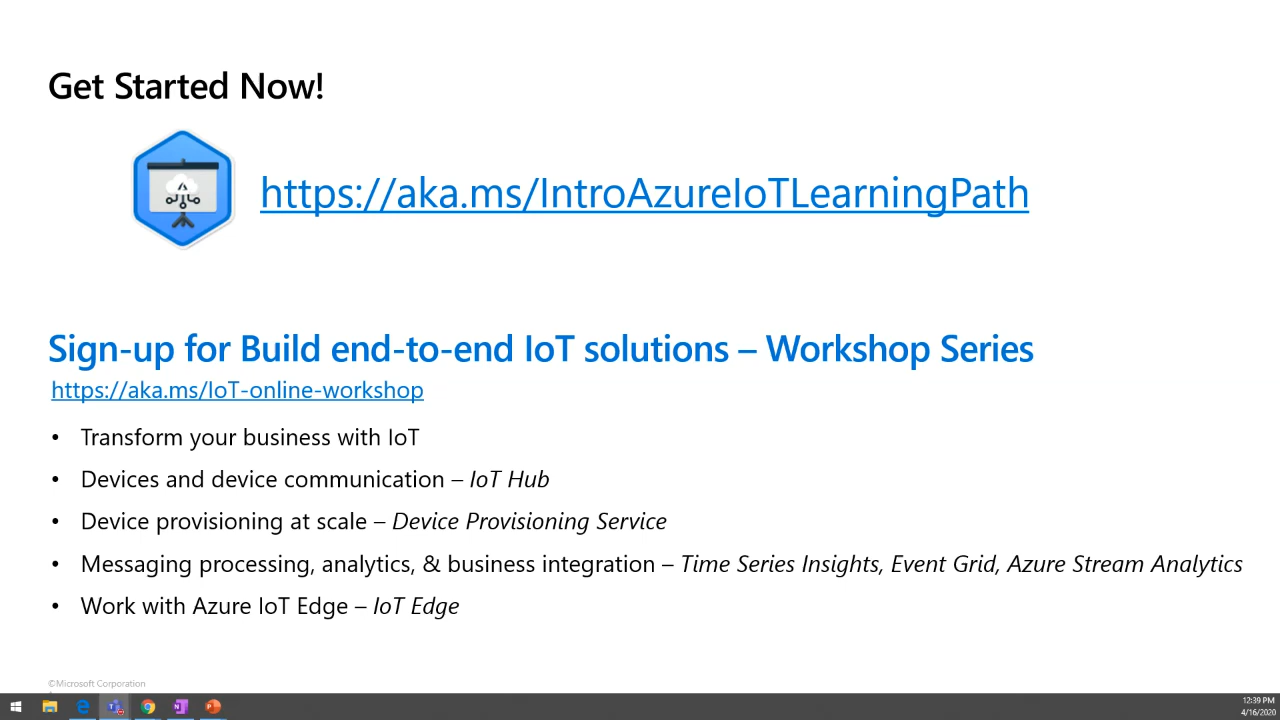 Get Started Now!
https://aka.ms/IntroAzureIoTLearningPath
Sign-up for Build end-to-end IoT solutions – Workshop Series
https://aka.ms/IoT-online-workshop
• Transform your business with IoT
• Devices and device communication – IoT Hub
• Device provisioning at scale – Device Provisioning Service
• Messaging processing, analytics, & business integration – Time Series Insights, Event Grid, Azure Stream Analytics
• Work with Azure IoT Edge – IoT Edge
©Microsoft Corporation
12:39 PM
4/16/2020